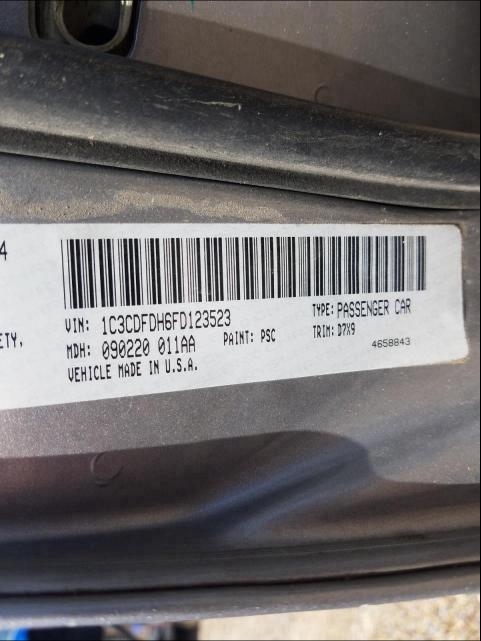 4
VIN: 1C3CDFDH6FD123523
TYPE: PASSENGER CAR
ETY,
MDH: 090220 011AA
PAINT: PSC
TRIM: D7X9
VEHICLE MADE IN U.S.A.
4658843